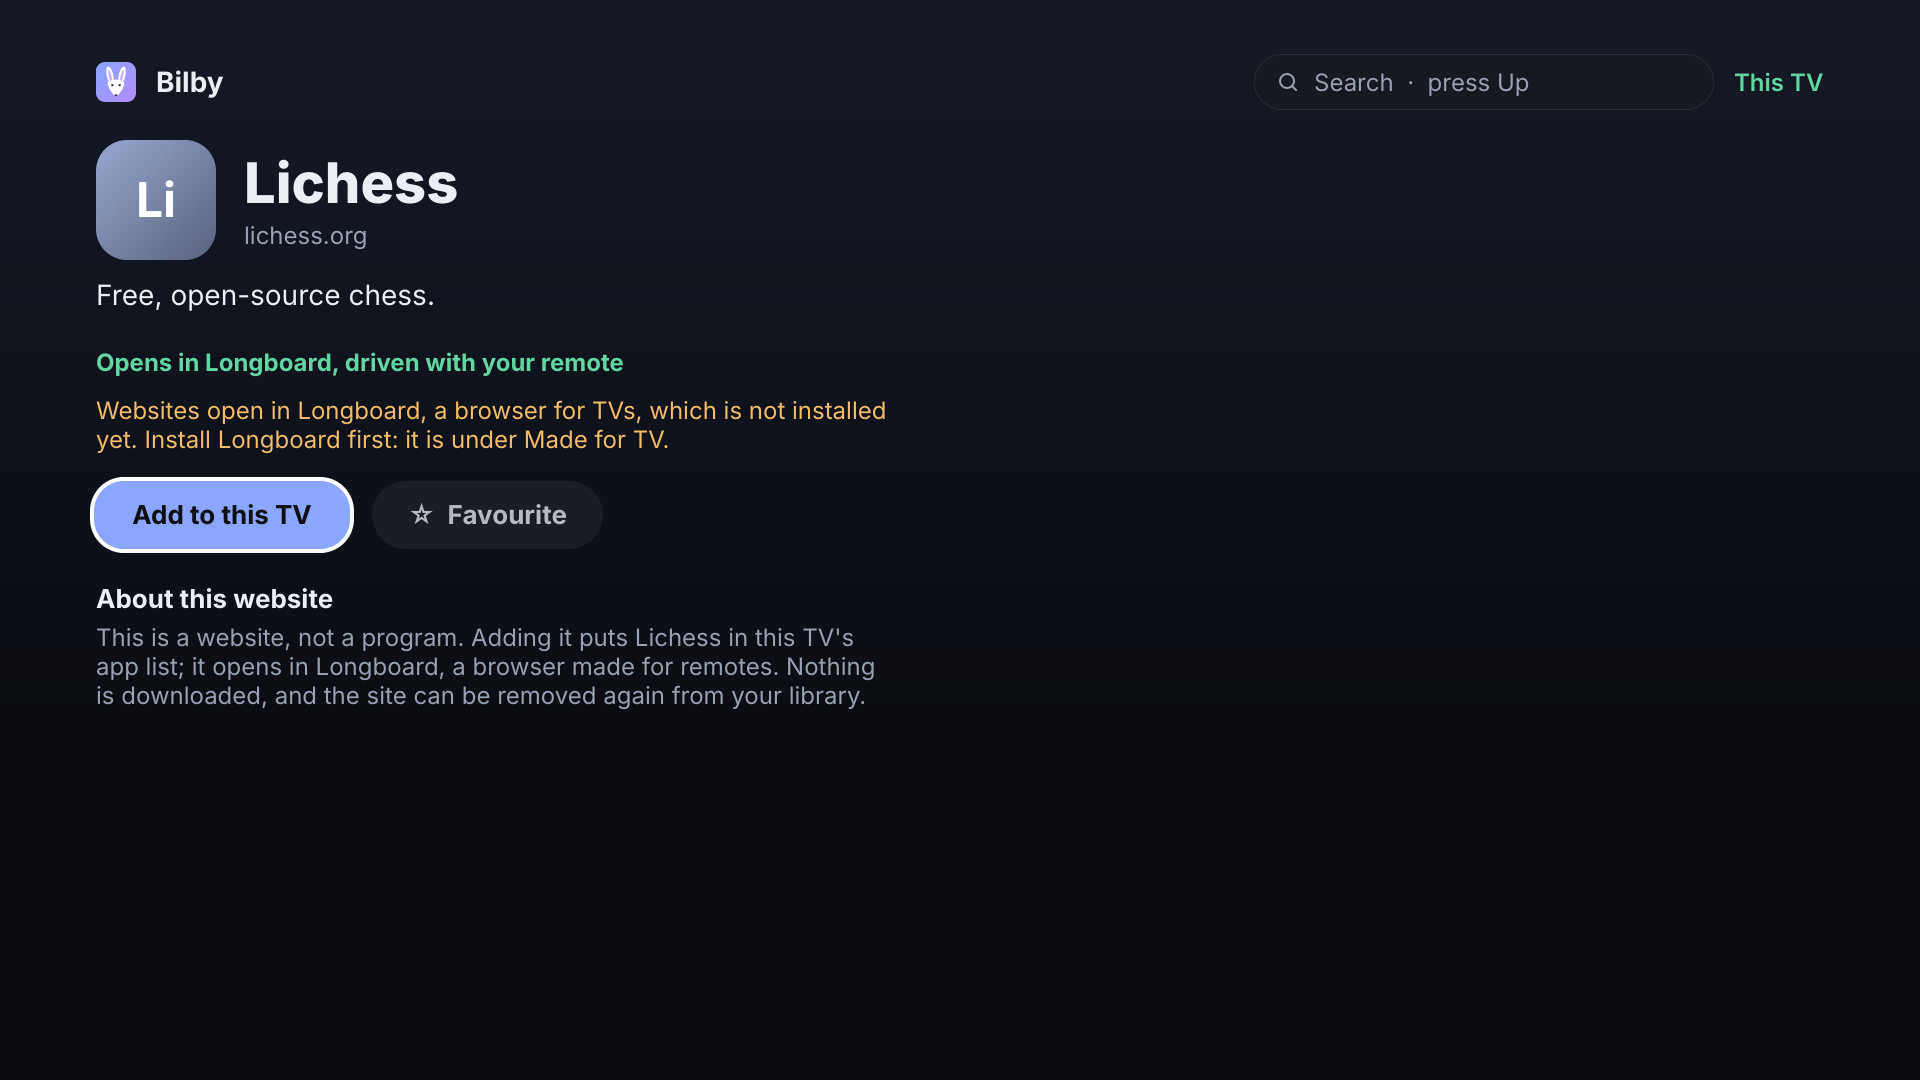 Bilby
Search · press Up
This TV
Li
Lichess
lichess.org
Free, open-source chess.
Opens in Longboard, driven with your remote
Websites open in Longboard, a browser for TVs, which is not installed
yet. Install Longboard first: it is under Made for TV.
Add to this TV
☆ Favourite
About this website
This is a website, not a program. Adding it puts Lichess in this TV's
app list; it opens in Longboard, a browser made for remotes. Nothing
is downloaded, and the site can be removed again from your library.